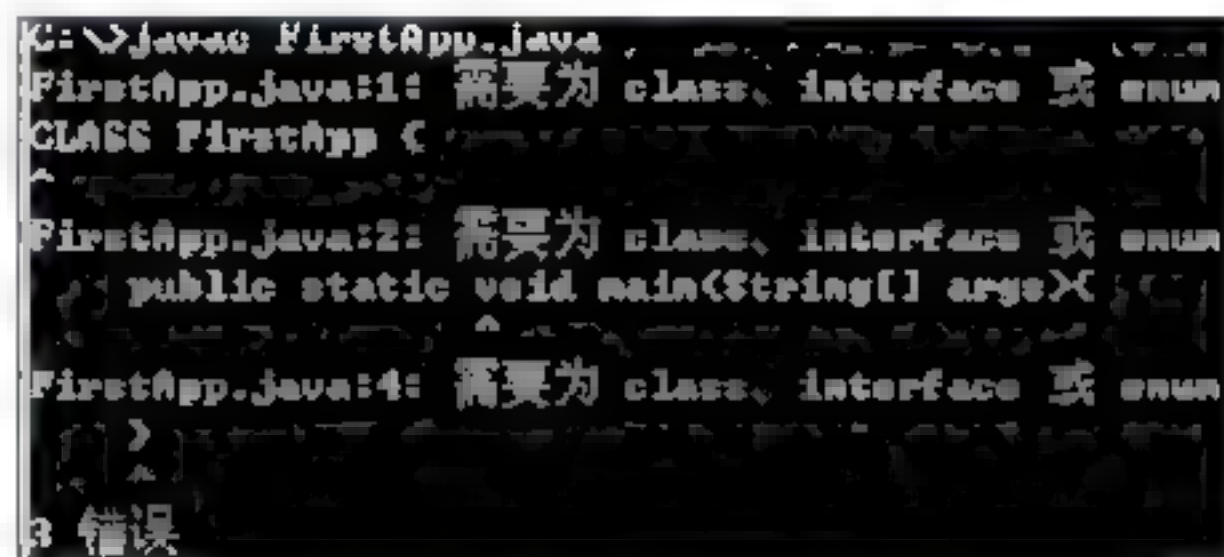 C:\>javac FirstApp.java
FirstApp.java:1: 需要为 class、interface 或 enum
CLASS FirstApp {
^
FirstApp.java:2: 需要为 class、interface 或 enum
public static void main(String[] args){
^
FirstApp.java:4: 需要为 class、interface 或 enum
}
^
3 错误